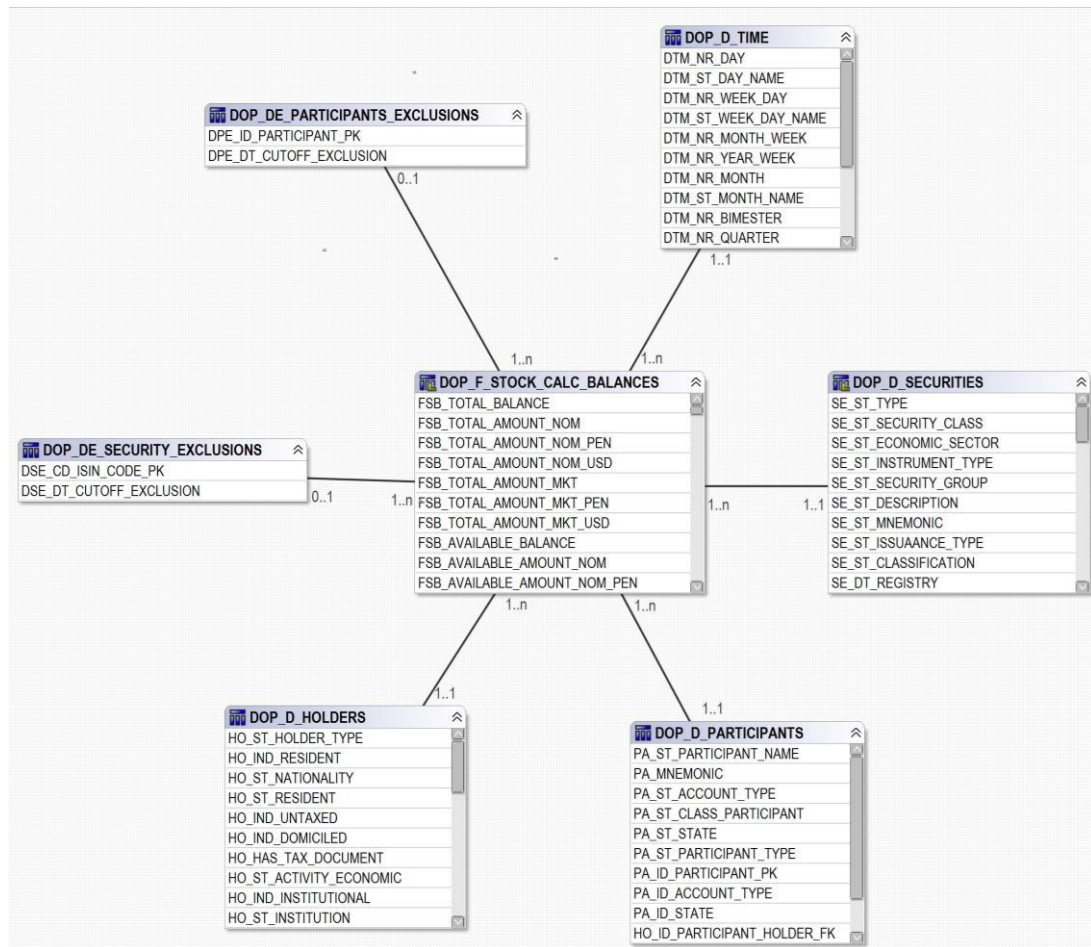 DOP_D_TIME
DTM_NR_DAY
DTM_ST_DAY_NAME
DTM_NR_WEEK_DAY
DTM_ST_WEEK_DAY_NAME
DTM_NR_MONTH_WEEK
DTM_NR_YEAR_WEEK
DTM_NR_MONTH
DTM_ST_MONTH_NAME
DTM_NR_BIMESTER
DTM_NR_QUARTER
1..1
1..n
DOP_DE_PARTICIPANTS_EXCLUSIONS
DPE_ID_PARTICIPANT_PK
DPE_DT_CUTOFF_EXCLUSION
0..1
1..n
DOP_F_STOCK_CALC_BALANCES
FSB_TOTAL_BALANCE
FSB_TOTAL_AMOUNT_NOM
FSB_TOTAL_AMOUNT_NOM_PEN
FSB_TOTAL_AMOUNT_NOM_USD
FSB_TOTAL_AMOUNT_MKT
FSB_TOTAL_AMOUNT_MKT_PEN
FSB_TOTAL_AMOUNT_MKT_USD
FSB_AVAILABLE_BALANCE
FSB_AVAILABLE_AMOUNT_NOM
FSB_AVAILABLE_AMOUNT_NOM_PEN
DOP_D_SECURITIES
SE_ST_TYPE
SE_ST_SECURITY_CLASS
SE_ST_ECONOMIC_SECTOR
SE_ST_INSTRUMENT_TYPE
SE_ST_SECURITY_GROUP
SE_ST_DESCRIPTION
SE_ST_MNEMONIC
SE_ST_ISSUAANCE_TYPE
SE_ST_CLASSIFICATION
SE_DT_REGISTRY
1..n
1..1
DOP_DE_SECURITY_EXCLUSIONS
DSE_CD_ISIN_CODE_PK
DSE_DT_CUTOFF_EXCLUSION
0..1
1..n
1..n
1..n
1..1
1..1
DOP_D_HOLDERS
HO_ST_HOLDER_TYPE
HO_IND_RESIDENT
HO_ST_NATIONALITY
HO_ST_RESIDENT
HO_IND_UNTAXED
HO_IND_DOMICILED
HO_HAS_TAX_DOCUMENT
HO_ST_ACTIVITY_ECONOMIC
HO_IND_INSTITUTIONAL
HO_ST_INSTITUTION
DOP_D_PARTICIPANTS
PA_ST_PARTICIPANT_NAME
PA_MNEMONIC
PA_ST_ACCOUNT_TYPE
PA_ST_CLASS_PARTICIPANT
PA_ST_STATE
PA_ST_PARTICIPANT_TYPE
PA_ID_PARTICIPANT_PK
PA_ID_ACCOUNT_TYPE
PA_ID_STATE
HO_ID_PARTICIPANT_HOLDER_FK